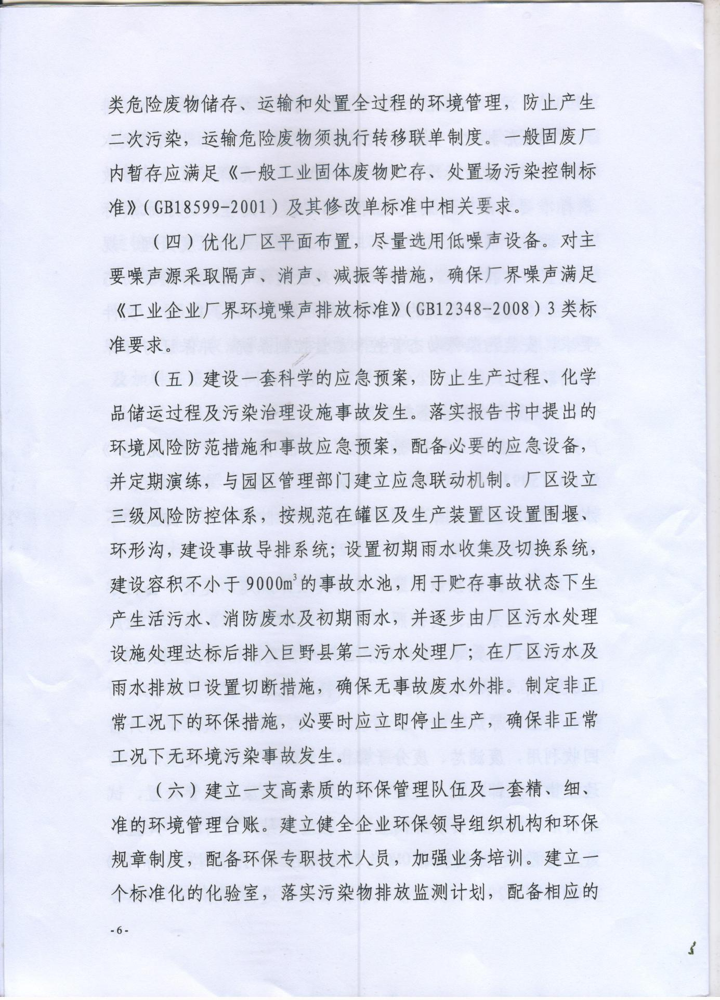 类危险废物储存、运输和处置全过程的环境管理，防止产生
二次污染，运输危险废物须执行转移联单制度。一般固废厂
内暂存应满足《一般工业固体废物贮存、处置场污染控制标
准》（GB18599-2001）及其修改单标准中相关要求。
（四）优化厂区平面布置，尽量选用低噪声设备。对主
要噪声源采取隔声、消声、减振等措施，确保厂界噪声满足
《工业企业厂界环境噪声排放标准》（GB12348-2008）3类标
准要求。
（五）建设一套科学的应急预案，防止生产过程、化学
品储运过程及污染治理设施事故发生。落实报告书中提出的
环境风险防范措施和事故应急预案，配备必要的应急设备，
并定期演练，与园区管理部门建立应急联动机制。厂区设立
三级风险防控体系，按规范在罐区及生产装置区设置围堰、
环形沟，建设事故导排系统；设置初期雨水收集及切换系统，
建设容积不小于9000m³的事故水池，用于贮存事故状态下生
产生活污水、消防废水及初期雨水，并逐步由厂区污水处理
设施处理达标后排入巨野县第二污水处理厂；在厂区污水及
雨水排放口设置切断措施，确保无事故废水外排。制定非正
常工况下的环保措施，必要时应立即停止生产，确保非正常
工况下无环境污染事故发生。
（六）建立一支高素质的环保管理队伍及一套精、细、
准的环境管理台账。建立健全企业环保领导组织机构和环保
规章制度，配备环保专职技术人员，加强业务培训。建立一
个标准化的化验室，落实污染物排放监测计划，配备相应的
-6-